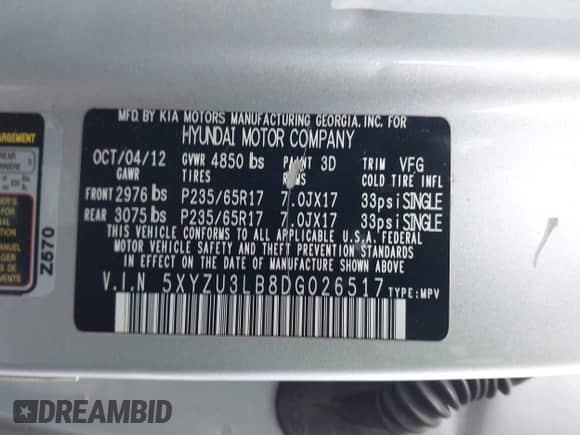 MFD. BY KIA MOTORS MANUFACTURING GEORGIA, INC. FOR
HYUNDAI MOTOR COMPANY
OCT/04/12 GVWR 4850 lbs PAINT 3D TRIM VFG
GAWR TIRES RIMS COLD TIRE INFL
FRONT 2976 lbs P235/65R17 7.0JX17 33psi SINGLE
REAR 3075 lbs P235/65R17 7.0JX17 33psi SINGLE
THIS VEHICLE CONFORMS TO ALL APPLICABLE U.S.A. FEDERAL
MOTOR VEHICLE SAFETY AND THEFT PREVENTION STANDARDS
IN EFFECT ON THE DATE OF MANUFACTURE SHOWN ABOVE.
V.I.N 5XYZU3LB8DG026517 TYPE: MPV
Z670
MANUEL
DREAMBID